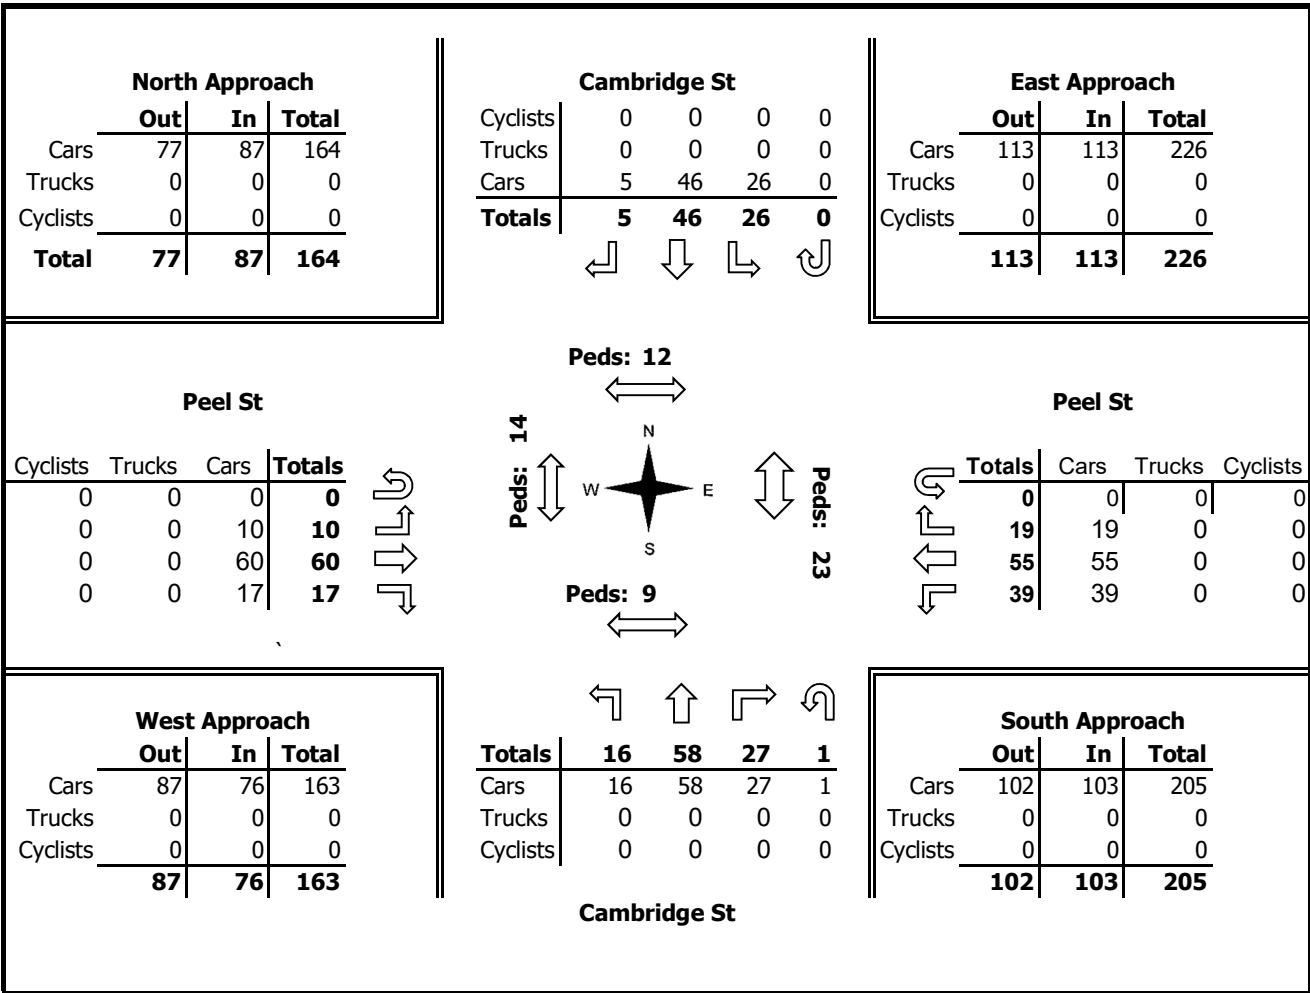 North Approach
Out In Total
Cars 77 87 164
Trucks 0 0 0
Cyclists 0 0 0
Total 77 87 164
Cambridge St
Cyclists 0 0 0 0
Trucks 0 0 0 0
Cars 5 46 26 0
Totals 5 46 26 0
East Approach
Out In Total
Cars 113 113 226
Trucks 0 0 0
Cyclists 0 0 0
113 113 226
Peel St
Cyclists Trucks Cars Totals
0 0 0 0
0 0 10 10
0 0 60 60
0 0 17 17
`
Peds: 12
Peds: 14
N
W E
S
Peds: 23
Peds: 9
Peel St
Totals Cars Trucks Cyclists
0 0 0 0
19 19 0 0
55 55 0 0
39 39 0 0
West Approach
Out In Total
Cars 87 76 163
Trucks 0 0 0
Cyclists 0 0 0
87 76 163
Totals 16 58 27 1
Cars 16 58 27 1
Trucks 0 0 0 0
Cyclists 0 0 0 0
Cambridge St
South Approach
Out In Total
Cars 102 103 205
Trucks 0 0 0
Cyclists 0 0 0
102 103 205